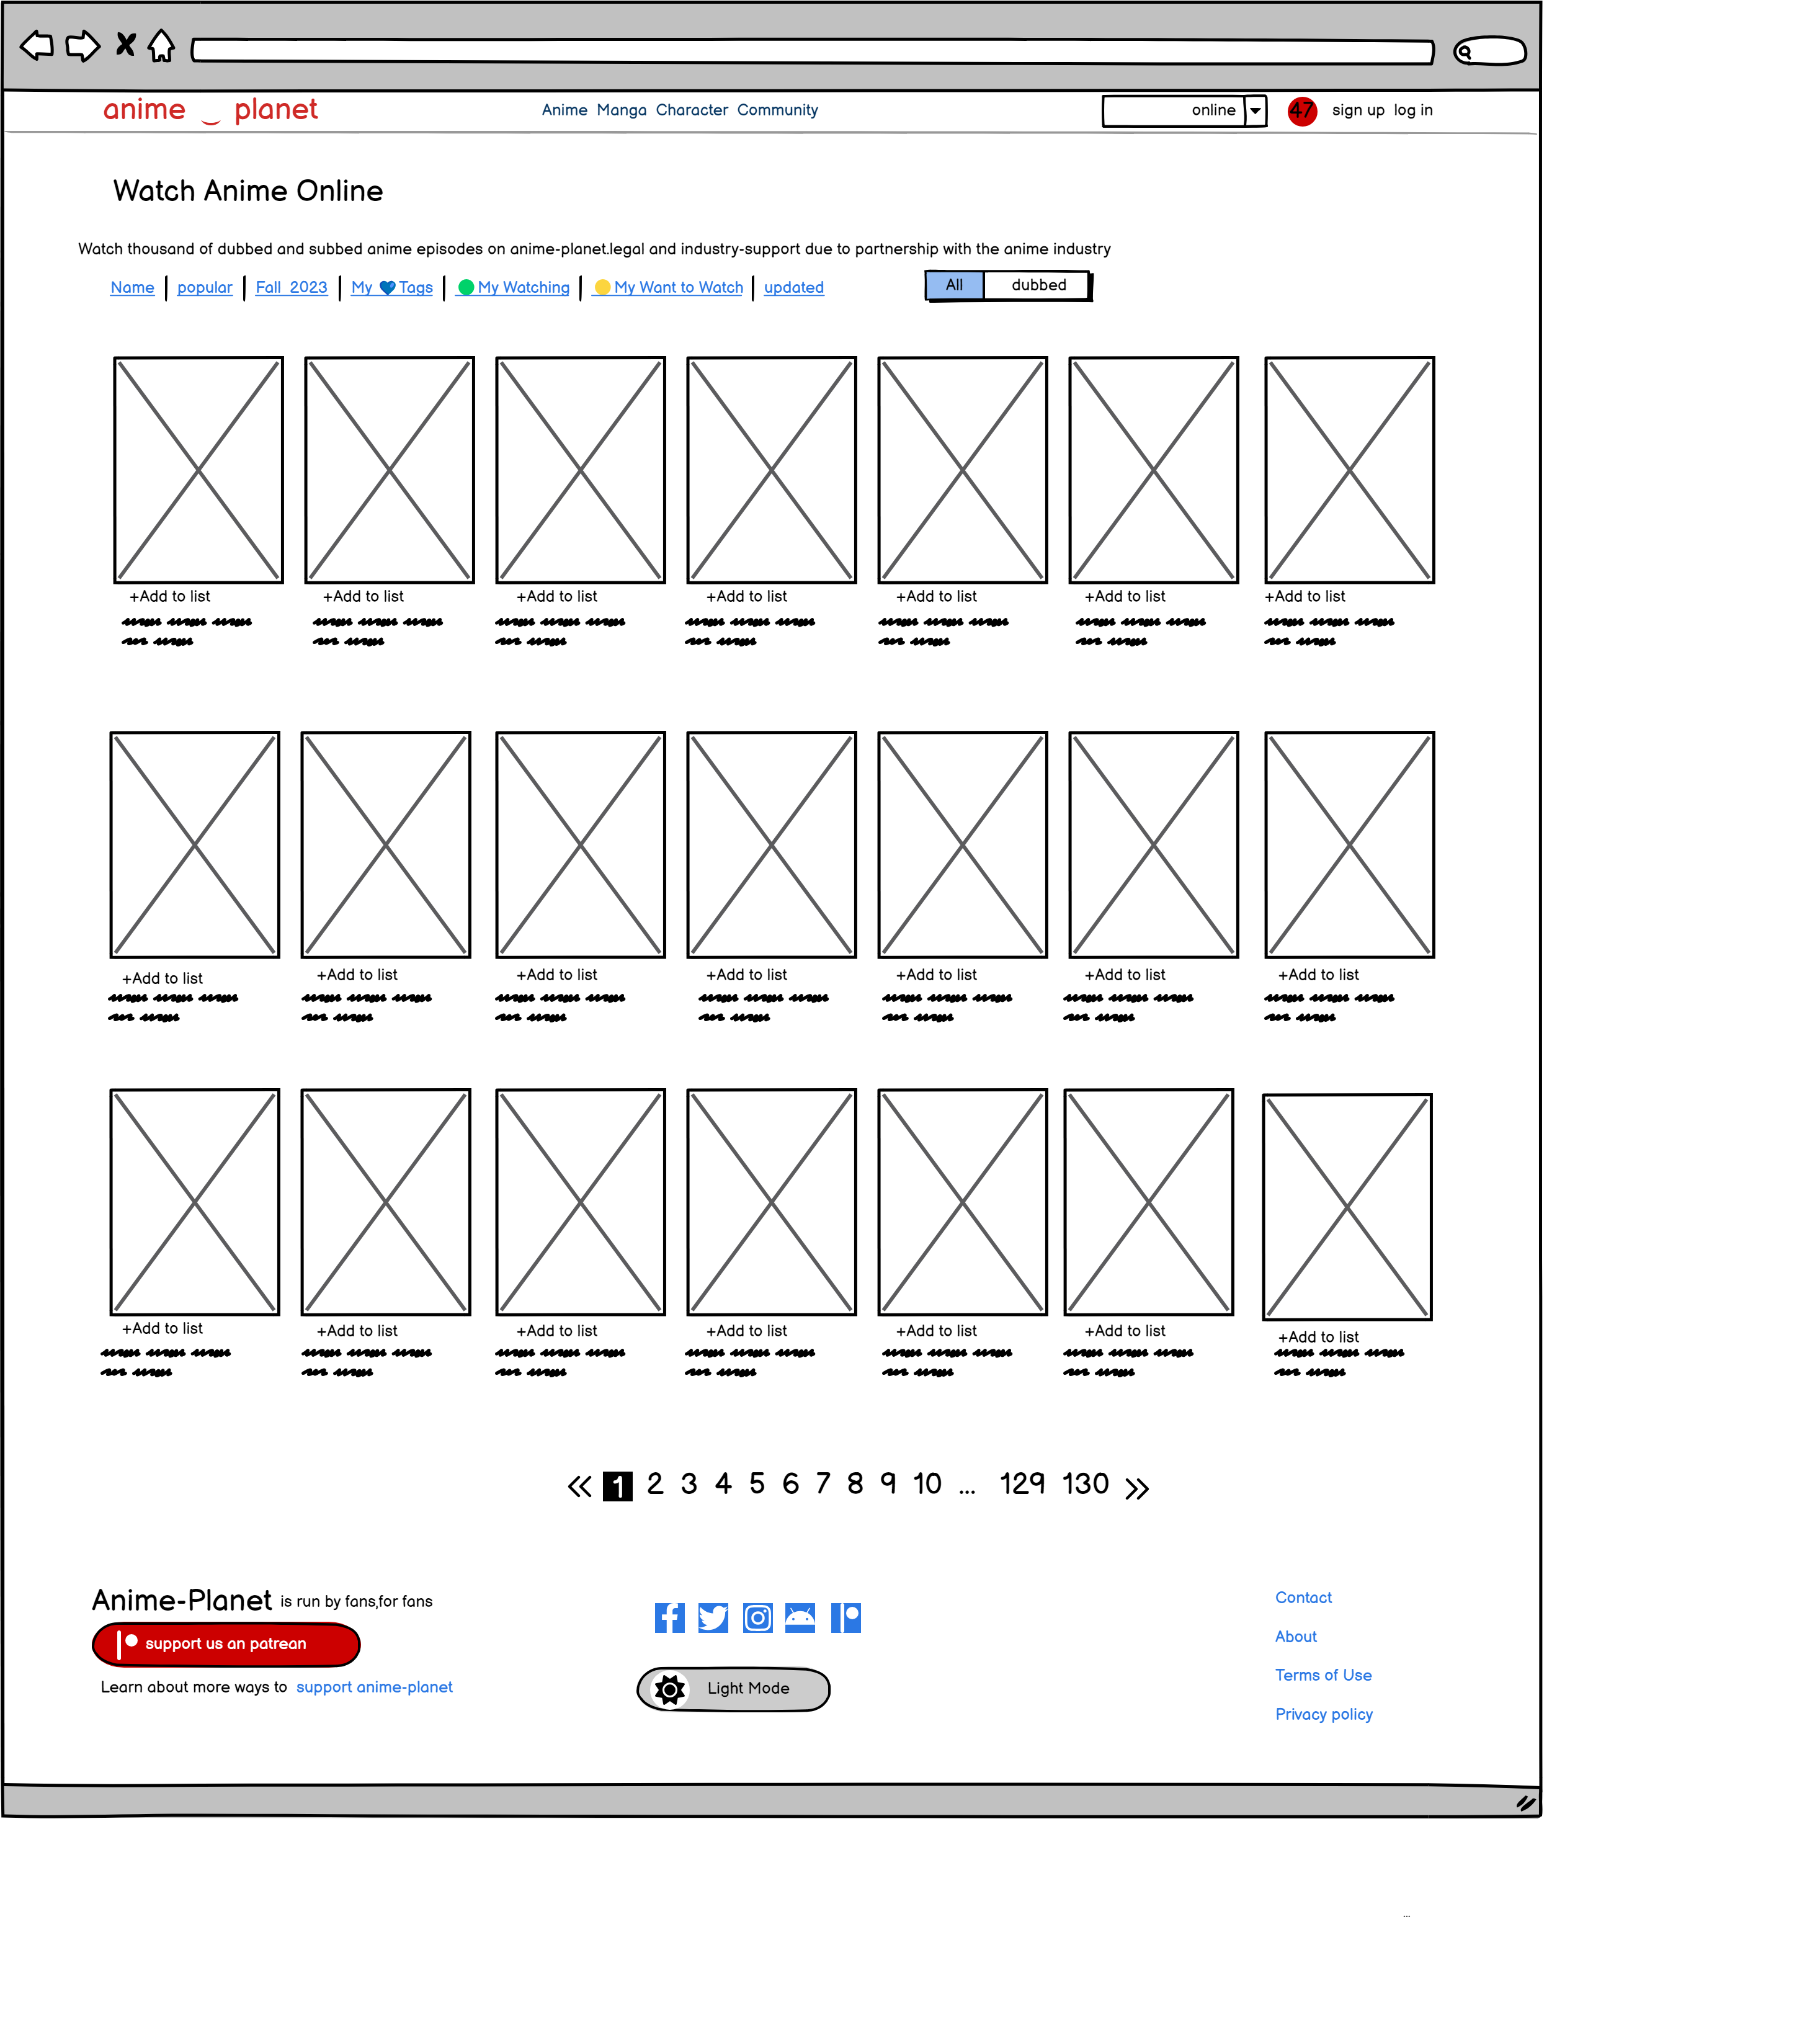 anime planet Anime Manga Character Community online 47 sign up log in
Watch Anime Online
Watch thousand of dubbed and subbed anime episodes on anime-planet.legal and industry-support due to partnership with the anime industry
Name popular Fall 2023 My Tags My Watching My Want to Watch updated All dubbed
+Add to list +Add to list +Add to list +Add to list +Add to list +Add to list +Add to list
+Add to list +Add to list +Add to list +Add to list +Add to list +Add to list +Add to list
+Add to list +Add to list +Add to list +Add to list +Add to list +Add to list +Add to list
« 1 2 3 4 5 6 7 8 9 10 ... 129 130 »
Anime-Planet is run by fans,for fans
support us an patrean
Learn about more ways to support anime-planet
Light Mode
Contact
About
Terms of Use
Privacy policy
...